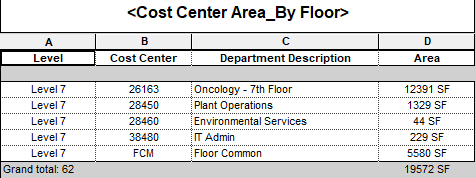 <Cost Center Area_By Floor>
A B C D
Level Cost Center Department Description Area
Level 7 26163 Oncology - 7th Floor 12391 SF
Level 7 28450 Plant Operations 1329 SF
Level 7 28460 Environmental Services 44 SF
Level 7 38480 IT Admin 229 SF
Level 7 FCM Floor Common 5580 SF
Grand total: 62 19572 SF